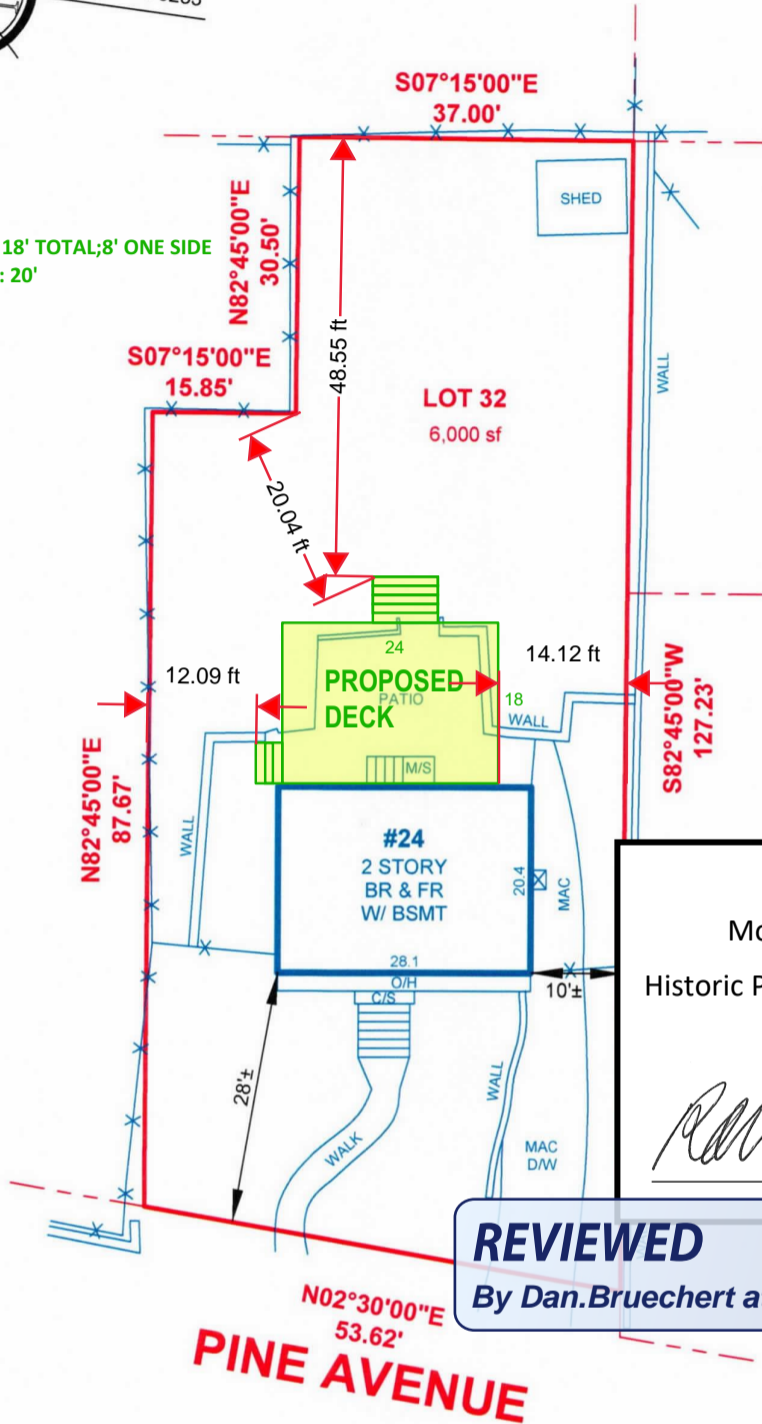 S07°15'00"E
37.00'
SHED
N82°45'00"E
30.50'
18' TOTAL;8' ONE SIDE
: 20'
S07°15'00"E
15.85'
48.55 ft
WALL
LOT 32
6,000 sf
20.04 ft
12.09 ft
24
14.12 ft
PROPOSED
PATIO
DECK
18
WALL
S82°45'00"W
127.23'
M/S
N82°45'00"E
87.67'
WALL
#24
2 STORY
BR & FR
W/ BSMT
20.4
MAC
28.1
O/H
C/S
10'±
Historic P
28'±
WALL
WALK
MAC
D/W
REVIEWED
By Dan.Bruechert a
N02°30'00"E
53.62'
PINE AVENUE